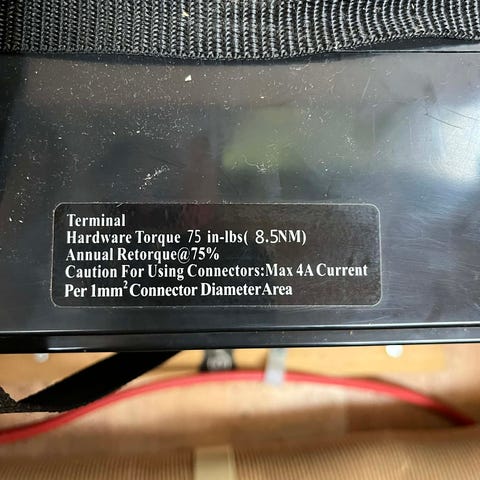 Terminal
Hardware Torque 75 in-lbs( 8.5NM)
Annual Retorque@75%
Caution For Using Connectors:Max 4A Current
Per 1mm² Connector DiameterArea